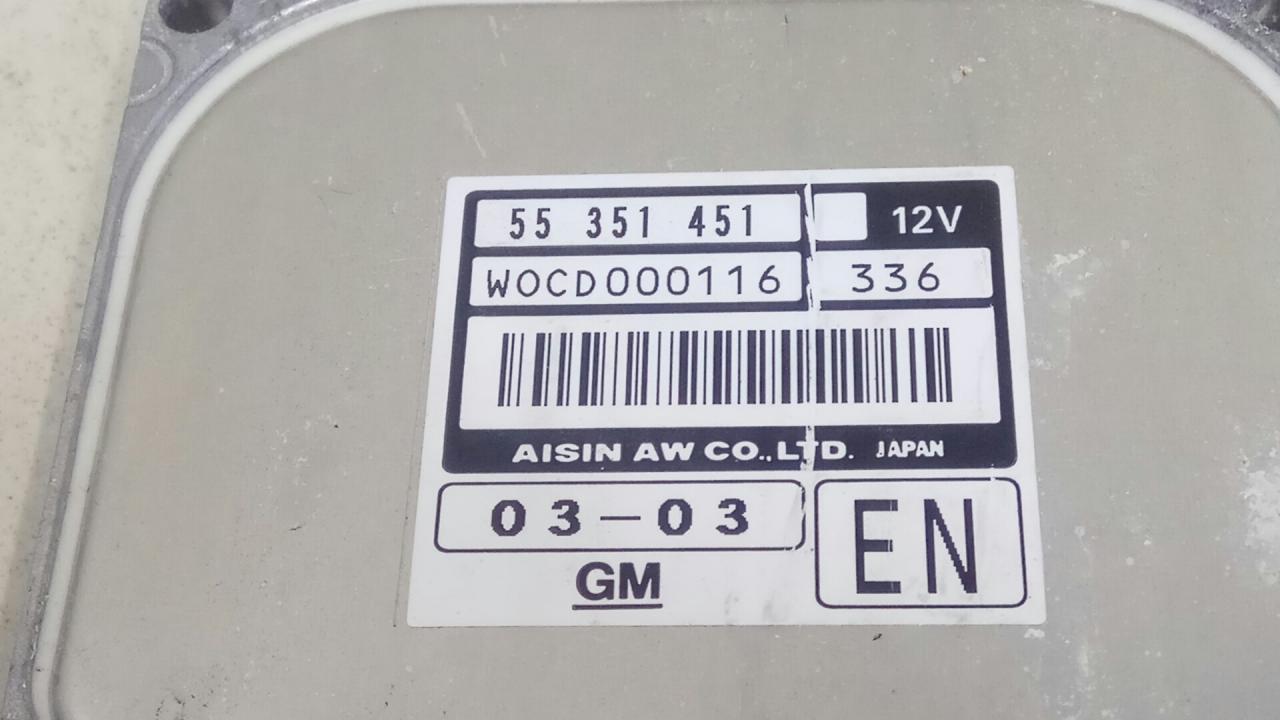 55 351 451 12V
WOCD000116 336
AISIN AW CO.,LTD. JAPAN
03-03
EN
GM